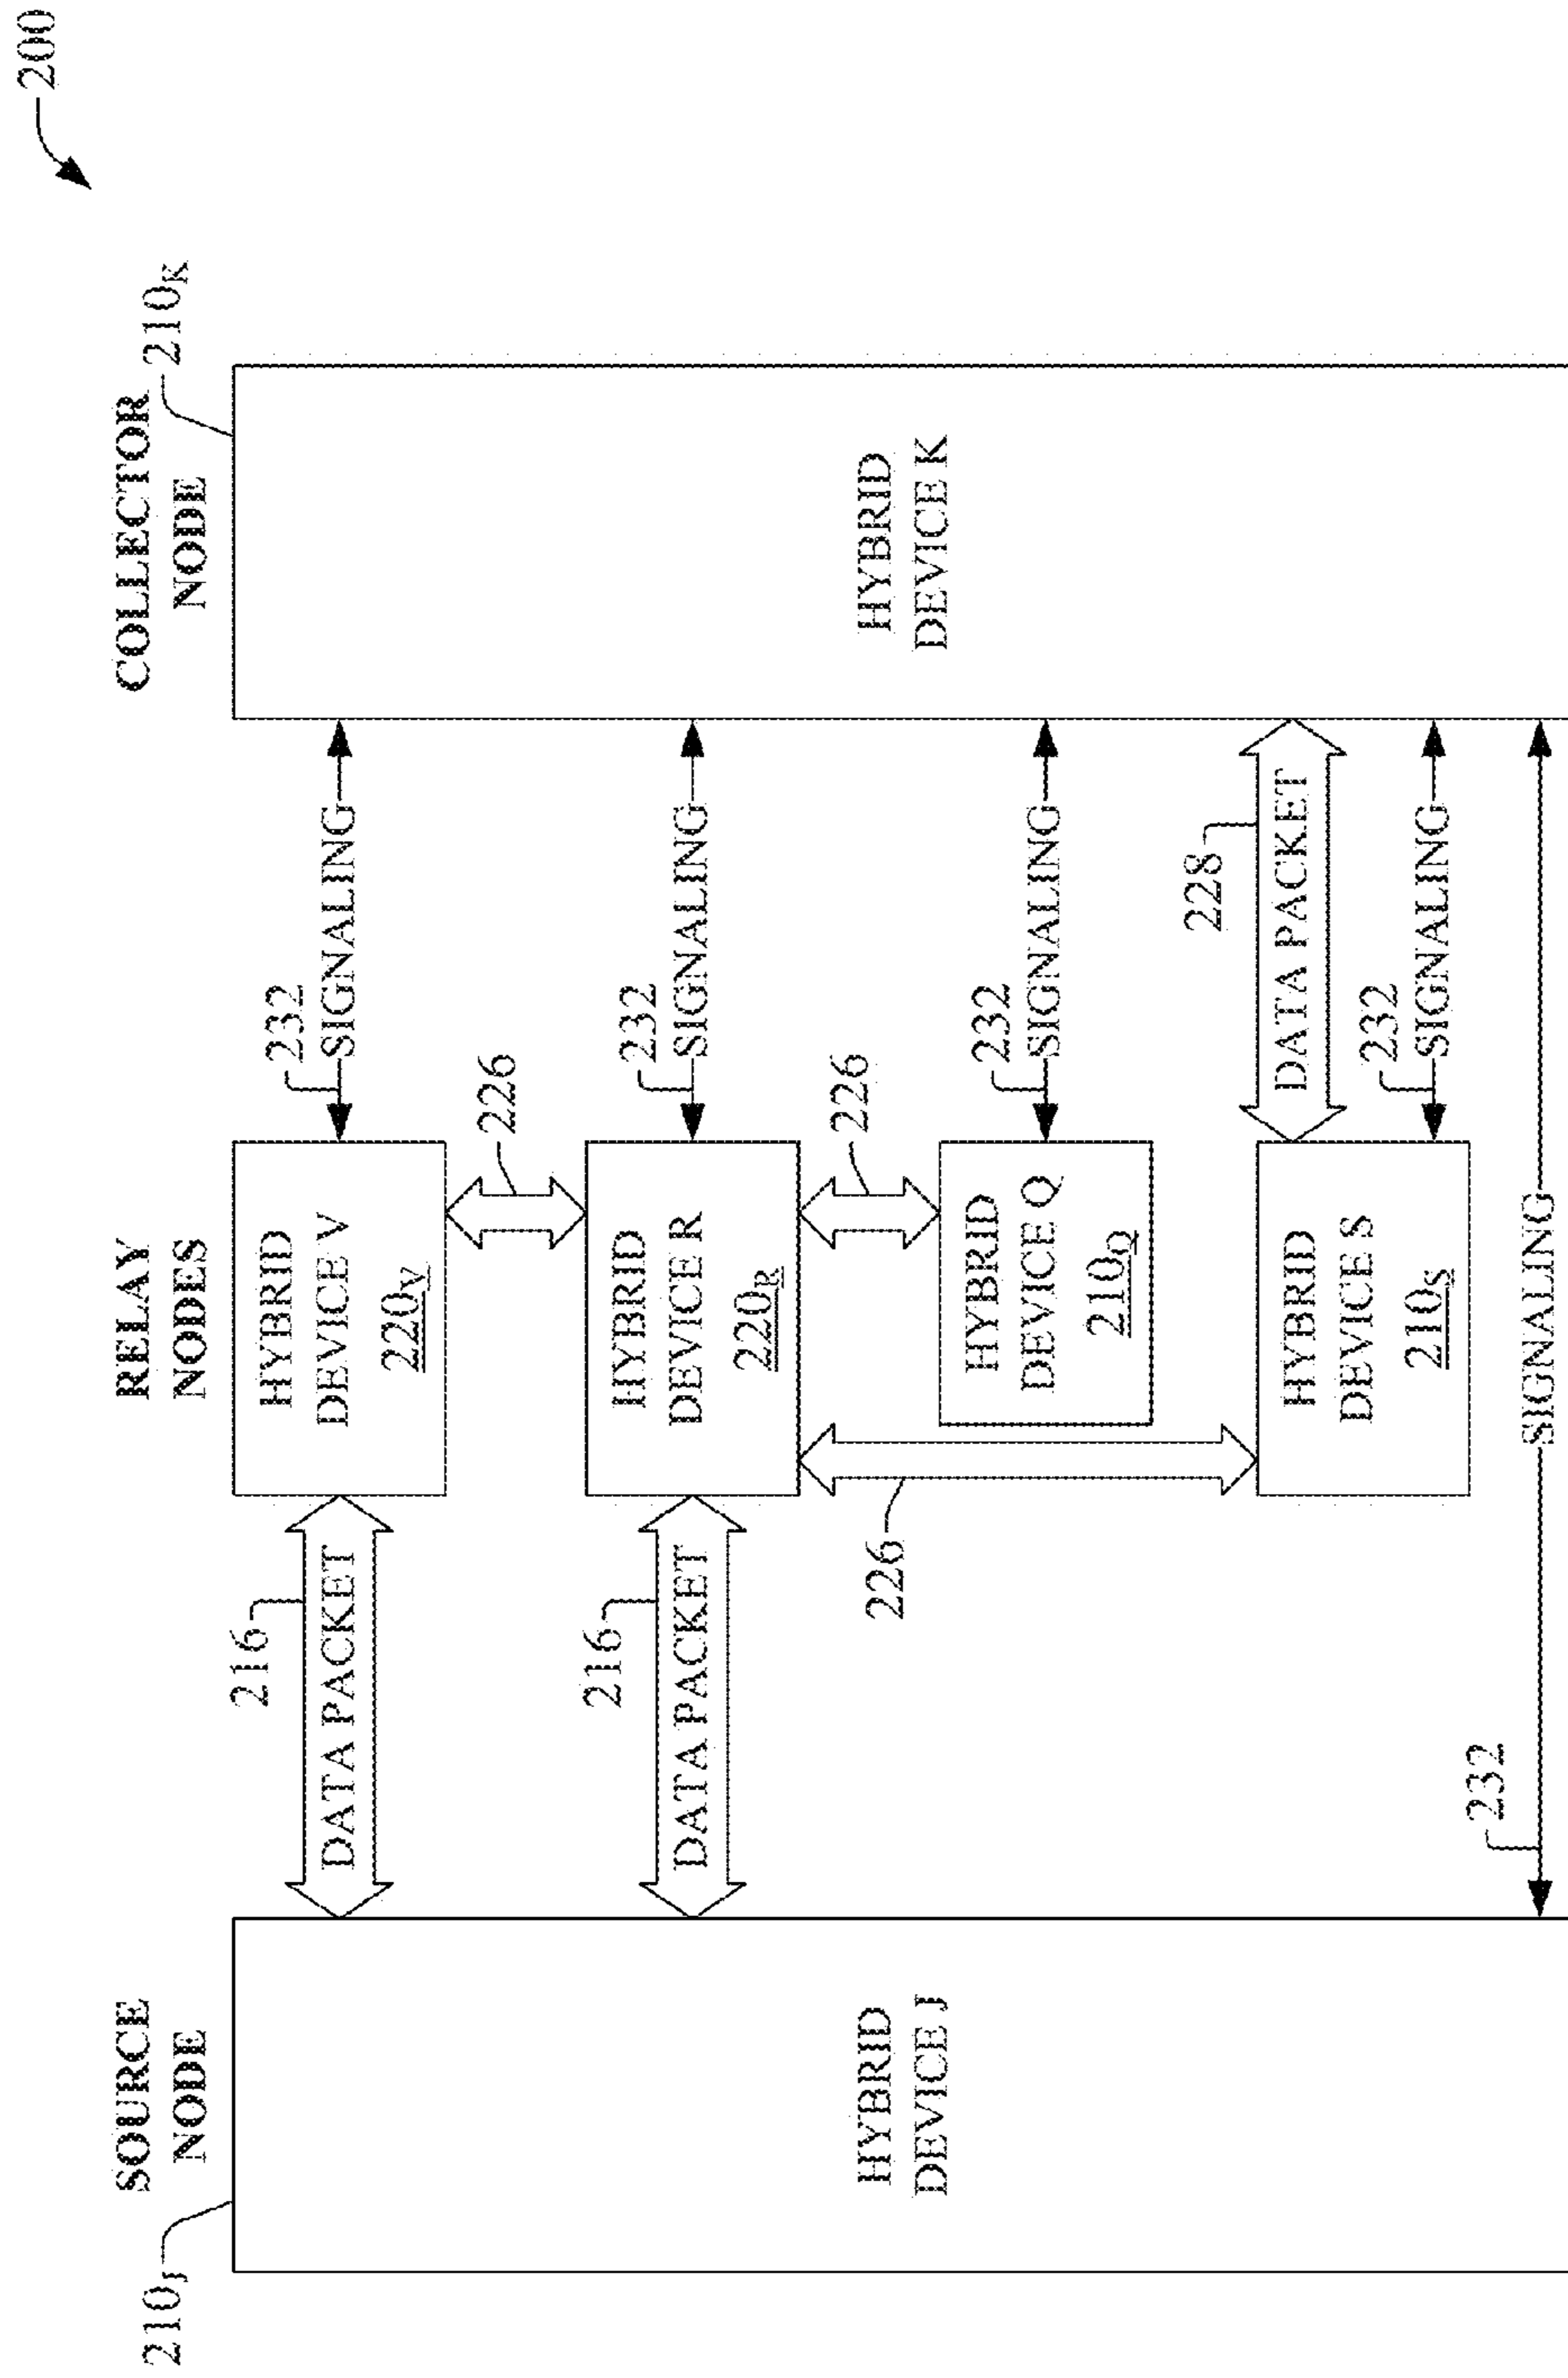 200
SOURCE
NODE
RELAY
NODES
COLLECTOR
NODE
210J
210K
HYBRID
DEVICE J
216
DATA PACKET
HYBRID
DEVICE V
220V
232
SIGNALING
226
216
DATA PACKET
HYBRID
DEVICE R
220R
232
SIGNALING
226
226
HYBRID
DEVICE Q
210Q
232
SIGNALING
HYBRID
DEVICE K
228
DATA PACKET
HYBRID
DEVICE S
210S
232
SIGNALING
232
SIGNALING